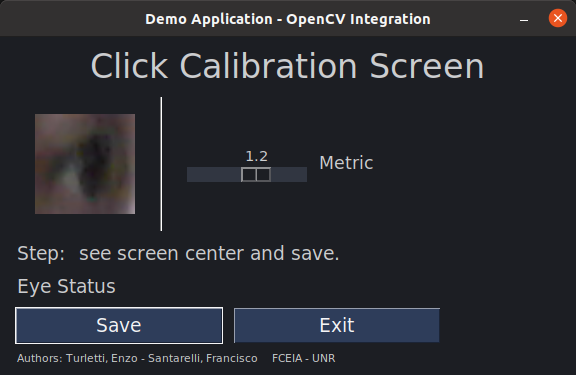 Demo Application - OpenCV Integration
Click Calibration Screen
1.2
Metric
Step: see screen center and save.
Eye Status
Save Exit
Authors: Turletti, Enzo - Santarelli, Francisco FCEIA - UNR